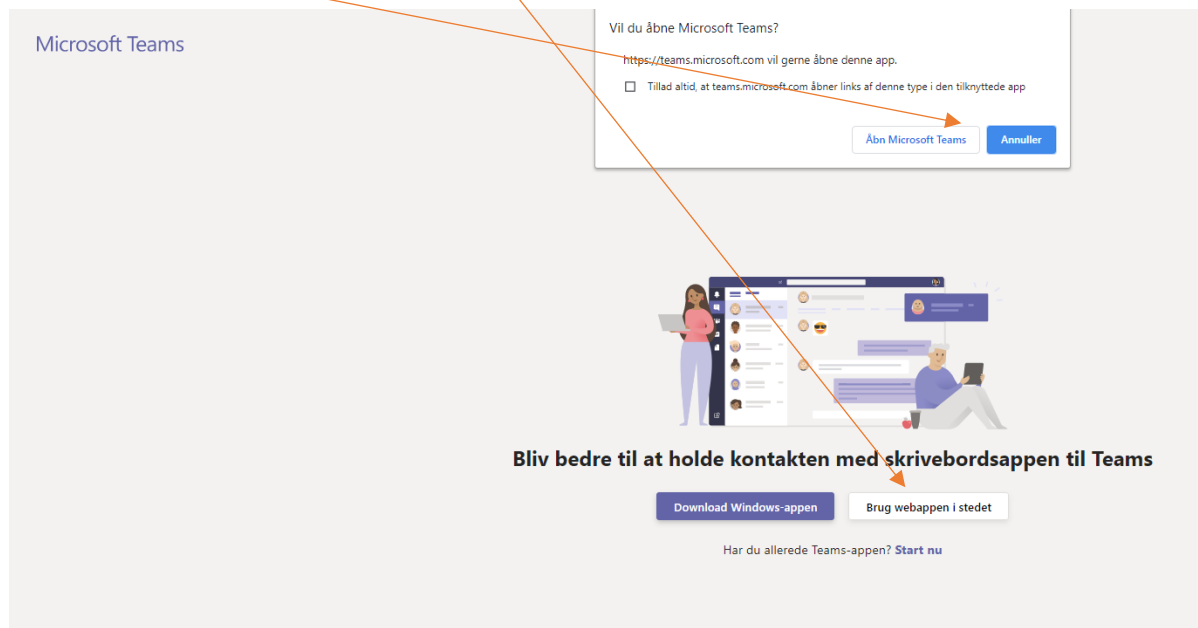 Microsoft Teams
Vil du åbne Microsoft Teams?
https://teams.microsoft.com vil gerne åbne denne app.
Tillad altid, at teams.microsoft.com åbner links af denne type i den tilknyttede app
Åbn Microsoft Teams
Annuller
Bliv bedre til at holde kontakten med skrivebordsappen til Teams
Download Windows-appen
Brug webappen i stedet
Har du allerede Teams-appen? Start nu